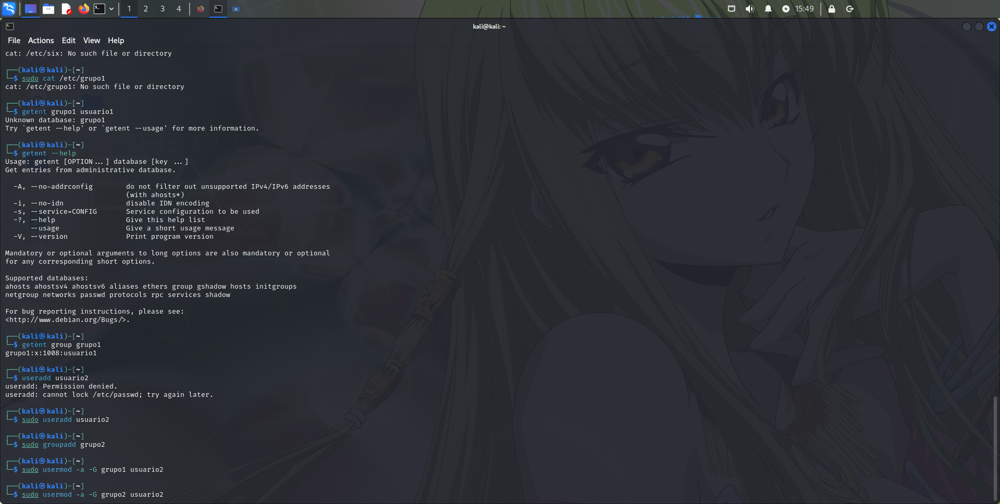 1 2 3 4 15:49
kali@kali: ~
File Actions Edit View Help
cat: /etc/six: No such file or directory
┌──(kali㉿kali)-[~]
└─$ sudo cat /etc/grupo1
cat: /etc/grupo1: No such file or directory
┌──(kali㉿kali)-[~]
└─$ getent grupo1 usuario1
Unknown database: grupo1
Try `getent --help' or `getent --usage' for more information.
┌──(kali㉿kali)-[~]
└─$ getent --help
Usage: getent [OPTION...] database [key ...]
Get entries from administrative database.
-A, --no-addrconfig do not filter out unsupported IPv4/IPv6 addresses
(with ahosts*)
-i, --no-idn disable IDN encoding
-s, --service=CONFIG Service configuration to be used
-?, --help Give this help list
--usage Give a short usage message
-V, --version Print program version
Mandatory or optional arguments to long options are also mandatory or optional
for any corresponding short options.
Supported databases:
ahosts ahostsv4 ahostsv6 aliases ethers group gshadow hosts initgroups
netgroup networks passwd protocols rpc services shadow
For bug reporting instructions, please see:
<http://www.debian.org/Bugs/>.
┌──(kali㉿kali)-[~]
└─$ getent group grupo1
grupo1:x:1008:usuario1
┌──(kali㉿kali)-[~]
└─$ useradd usuario2
useradd: Permission denied.
useradd: cannot lock /etc/passwd; try again later.
┌──(kali㉿kali)-[~]
└─$ sudo useradd usuario2
┌──(kali㉿kali)-[~]
└─$ sudo groupadd grupo2
┌──(kali㉿kali)-[~]
└─$ sudo usermod -a -G grupo1 usuario2
┌──(kali㉿kali)-[~]
└─$ sudo usermod -a -G grupo2 usuario2